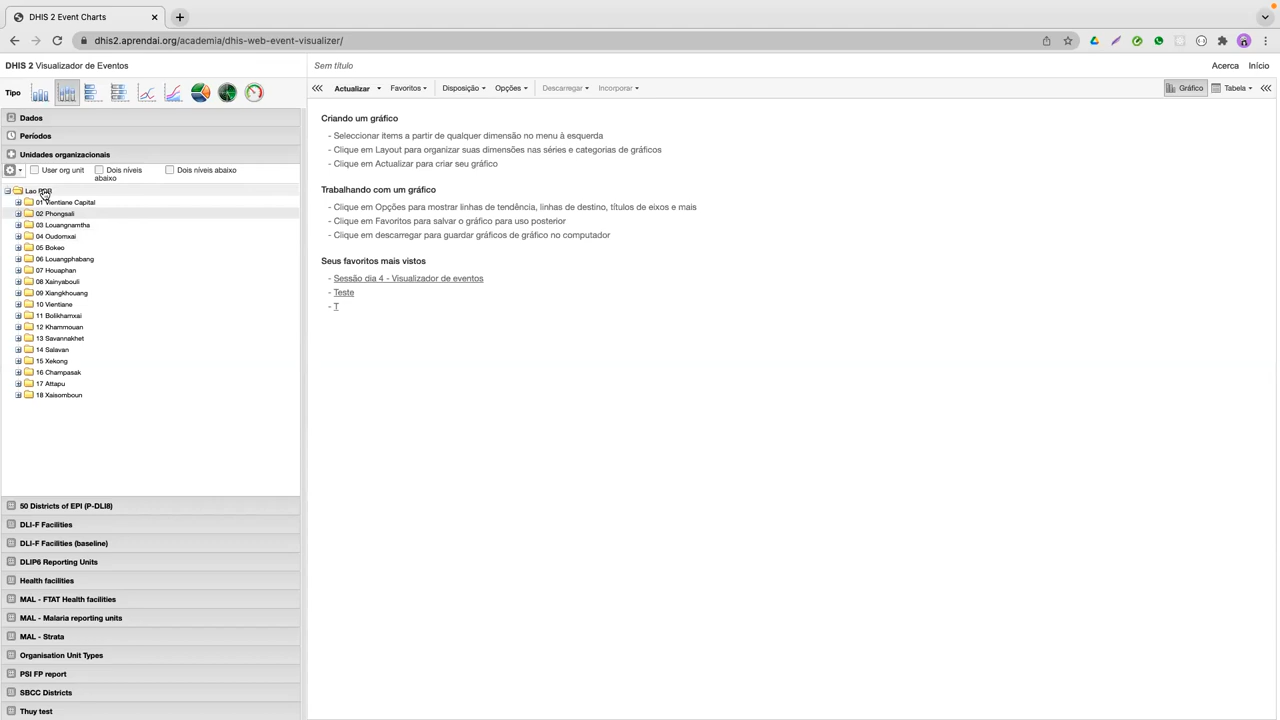 DHIS 2 Event Charts
dhis2.aprendai.org/academia/dhis-web-event-visualizer/
DHIS 2 Visualizador de Eventos
Sem título
Acerca
Início
Tipo
Actualizar
Favoritos
Disposição
Opções
Descarregar
Incorporar
Gráfico
Tabela
Dados
Períodos
Unidades organizacionais
User org unit
Dois níveis
abaixo
Dois níveis abaixo
Lao PDR
01 Vientiane Capital
02 Phongsali
03 Louangnamtha
04 Oudomxai
05 Bokeo
06 Louangphabang
07 Houaphan
08 Xainyabouli
09 Xiangkhouang
10 Vientiane
11 Bolikhamxai
12 Khammouan
13 Savannakhet
14 Salavan
15 Xekong
16 Champasak
17 Attapu
18 Xaisomboun
50 Districts of EPI (P-DLI8)
DLI-F Facilities
DLI-F Facilities (baseline)
DLIP6 Reporting Units
Health facilities
MAL - FTAT Health facilities
MAL - Malaria reporting units
MAL - Strata
Organisation Unit Types
PSI FP report
SBCC Districts
Thuy test
Criando um gráfico
- Seleccionar items a partir de qualquer dimensão no menu à esquerda
- Clique em Layout para organizar suas dimensões nas séries e categorias de gráficos
- Clique em Actualizar para criar seu gráfico
Trabalhando com um gráfico
- Clique em Opções para mostrar linhas de tendência, linhas de destino, títulos de eixos e mais
- Clique em Favoritos para salvar o gráfico para uso posterior
- Clique em descarregar para guardar gráficos de gráfico no computador
Seus favoritos mais vistos
- Sessão dia 4 - Visualizador de eventos
- Teste
- T